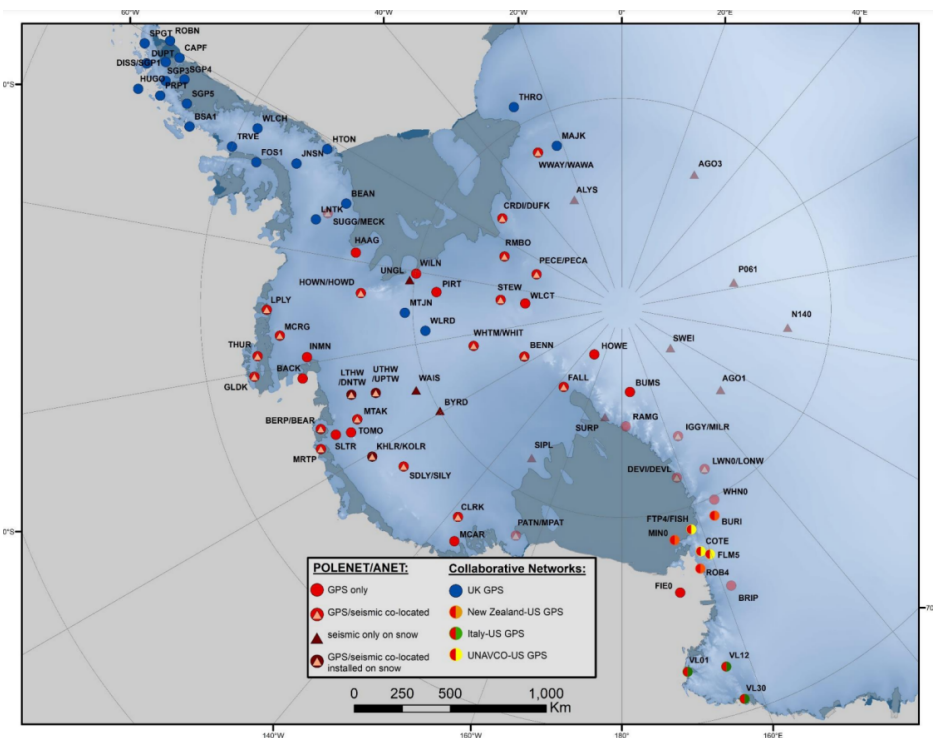 60°W
40°W
20°W
0°
20°E
40°E
SPGT
ROBN
DUPT
CAPF
DISS/SGP1
SGP3
SGP4
HUGO
PRPT
SGP5
0°S
BSA1
THRO
WLCH
TRVE
HTON
MAJK
FOS1
JNSN
WWAY/WAWA
AGO3
ALYS
BEAN
LNTK
SUGG/MECK
CRDI/DUFK
HAAG
RMBO
UNGL
WILN
PECE/PECA
P061
HOWN/HOWD
PIRT
STEW
WLCT
LPLY
MTJN
N140
MCRG
WLRD
WHTM/WHIT
SWEI
THUR
INMN
BENN
HOWE
BACK
LTHW
/DNTW
UTHW
/UPTW
WAIS
FALL
BUMS
AGO1
GLDK
BYRD
BERP/BEAR
MTAK
SURP
RAMG
IGGY/MILR
TOMO
SLTR
KHLR/KOLR
SIPL
MRTP
SDLY/SILY
DEVI/DEVL
LWN0/LONW
WHN0
CLRK
FTP4/FISH
BURI
0°S
MCAR
PATN/MPAT
MIN0
COTE
FLM5
ROB4
FIE0
BRIP
70
VL01
VL12
VL30
POLENET/ANET:
GPS only
GPS/seismic co-located
seismic only on snow
GPS/seismic co-located
installed on snow
Collaborative Networks:
UK GPS
New Zealand-US GPS
Italy-US GPS
UNAVCO-US GPS
0 250 500 1,000
Km
140°W
180°
160°E